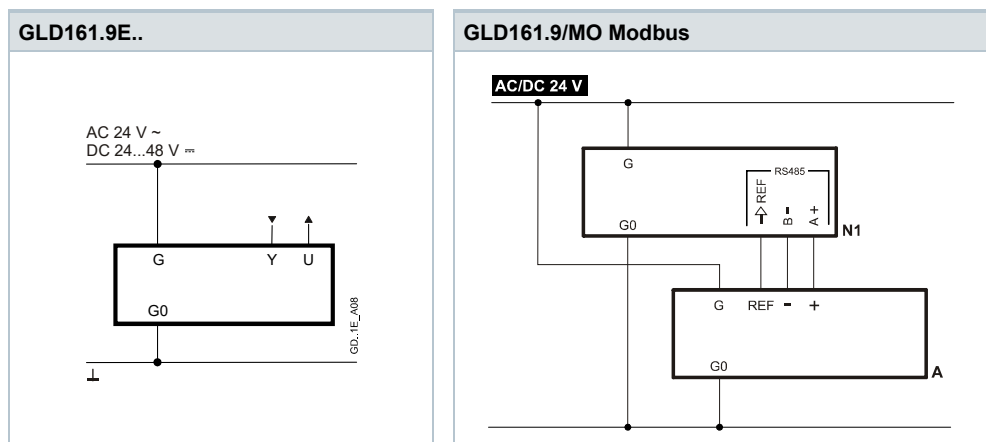 GLD161.9E..
AC 24 V ~
DC 24...48 V ⎓
G Y U
G0
GD..1E_A08
GLD161.9/MO Modbus
AC/DC 24 V
G
RS485
REF
B -
A +
G0
N1
G REF - +
G0
A